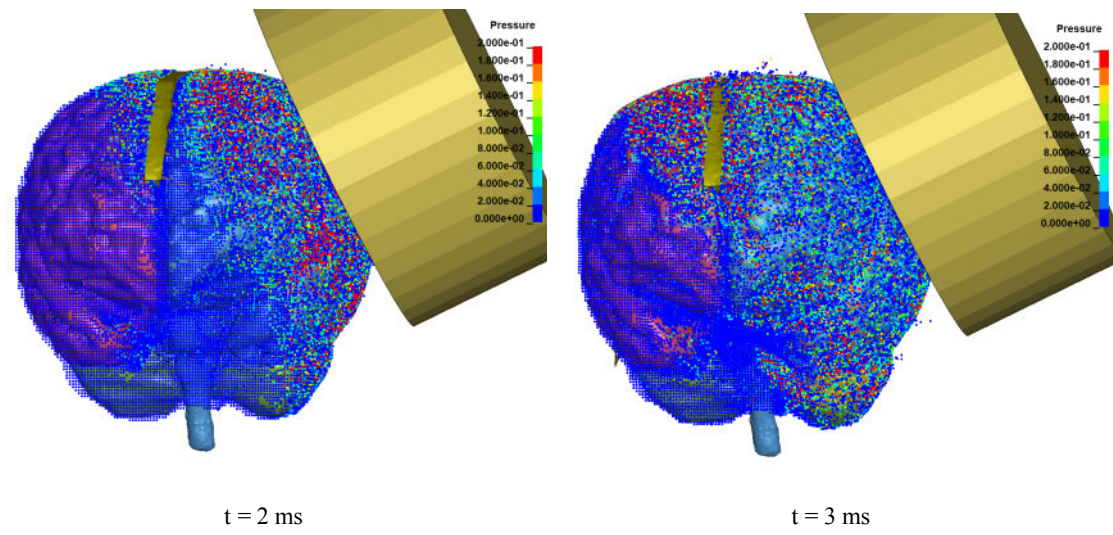 Pressure
2.000e-01
1.800e-01
1.600e-01
1.400e-01
1.200e-01
1.000e-01
8.000e-02
6.000e-02
4.000e-02
2.000e-02
0.000e+00
Pressure
2.000e-01
1.800e-01
1.600e-01
1.400e-01
1.200e-01
1.000e-01
8.000e-02
6.000e-02
4.000e-02
2.000e-02
0.000e+00
t = 2 ms
t = 3 ms